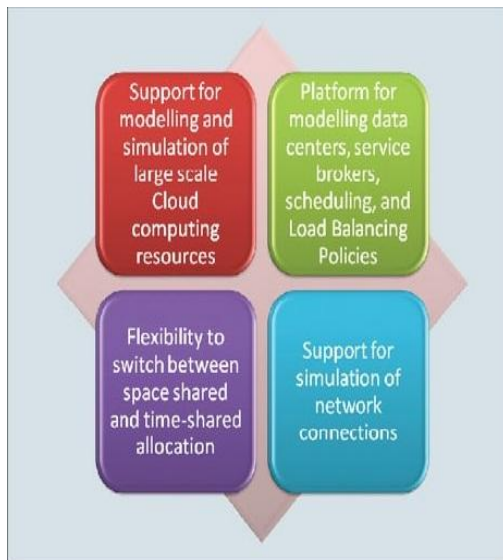 Support for
modelling and
simulation of
large scale
Cloud
computing
resources
Platform for
modelling data
centers, service
brokers,
scheduling, and
Load Balancing
Policies
Flexibility to
switch between
space shared
and time-shared
allocation
Support for
simulation of
network
connections